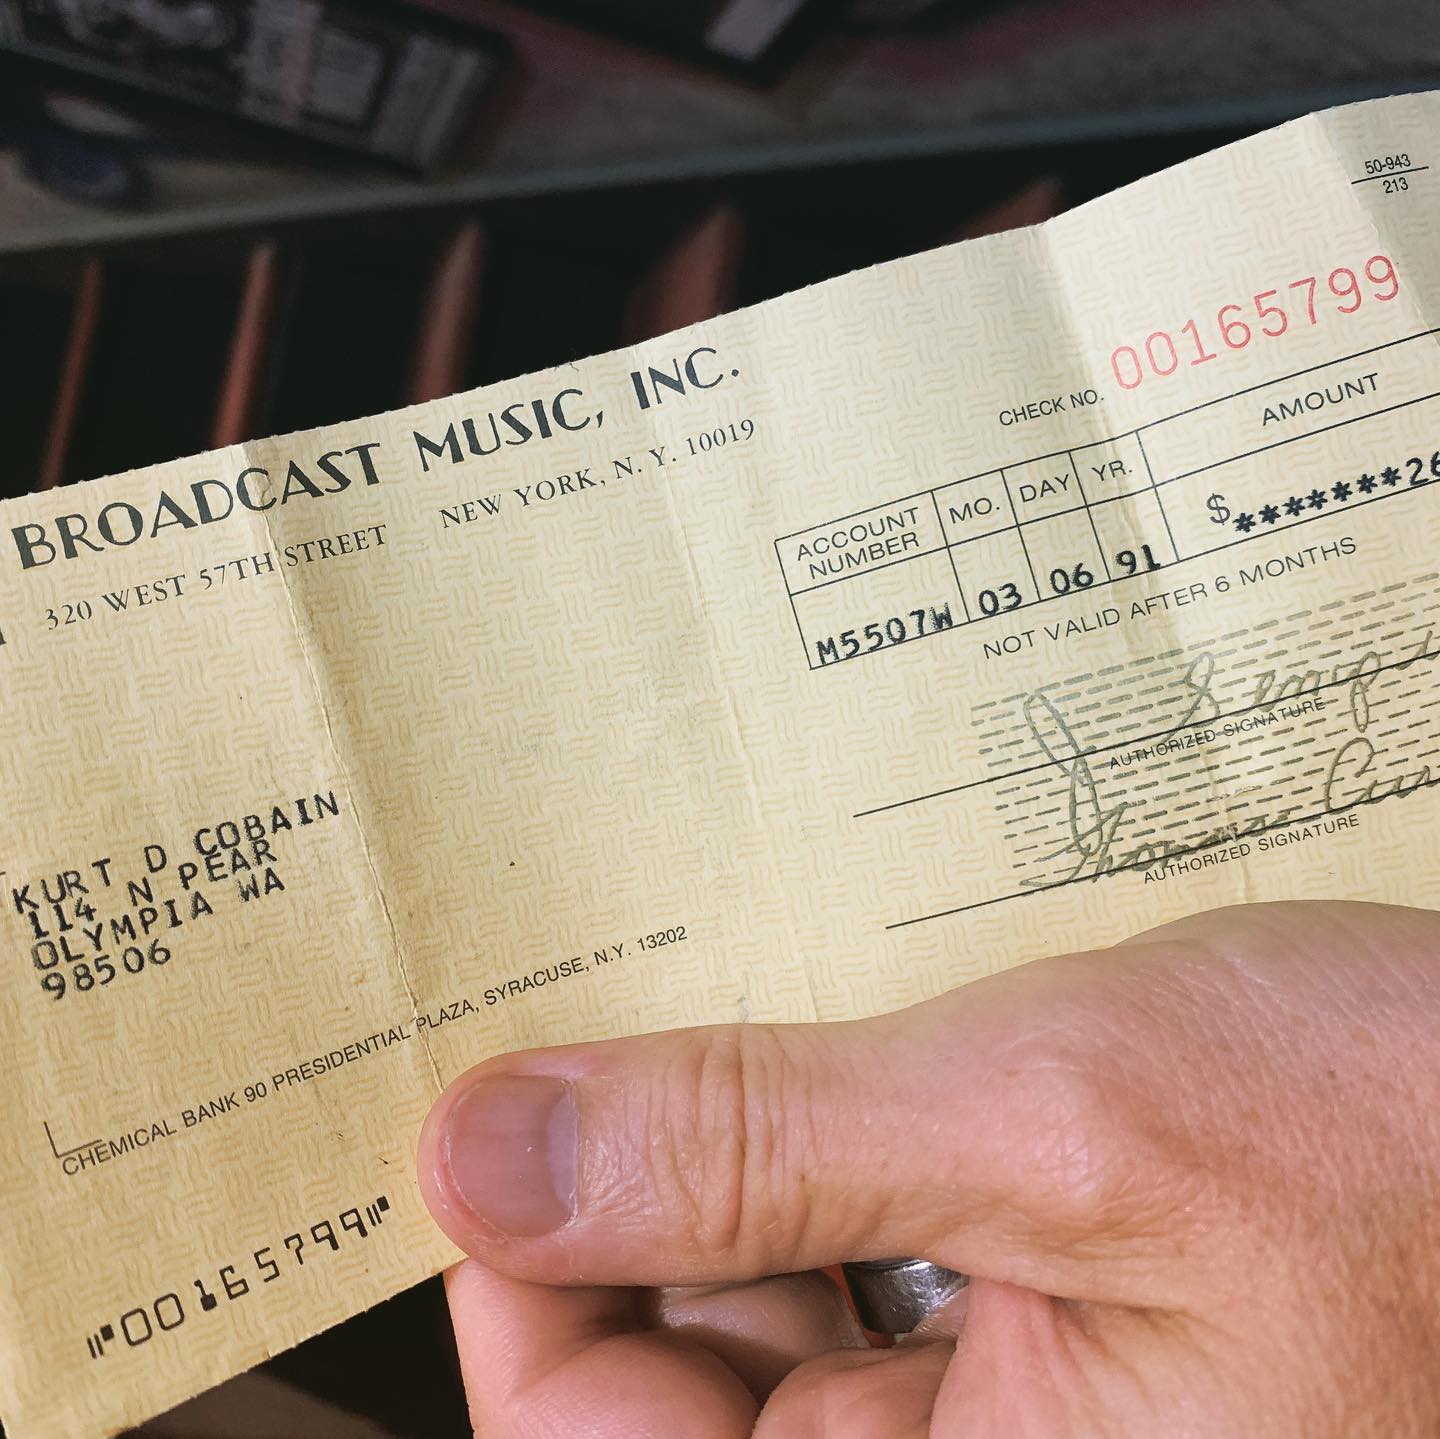 50-943
213
BROADCAST MUSIC, INC.
320 WEST 57TH STREET NEW YORK, N. Y. 10019
CHECK NO. 00165799
ACCOUNT NUMBER MO. DAY YR. AMOUNT
M5507W 03 06 91 $*******26
NOT VALID AFTER 6 MONTHS
AUTHORIZED SIGNATURE
Thomas
AUTHORIZED SIGNATURE
KURT D COBAIN
114 N PEAR
OLYMPIA WA
98506
CHEMICAL BANK 90 PRESIDENTIAL PLAZA, SYRACUSE, N.Y. 13202
⑈00165799⑈